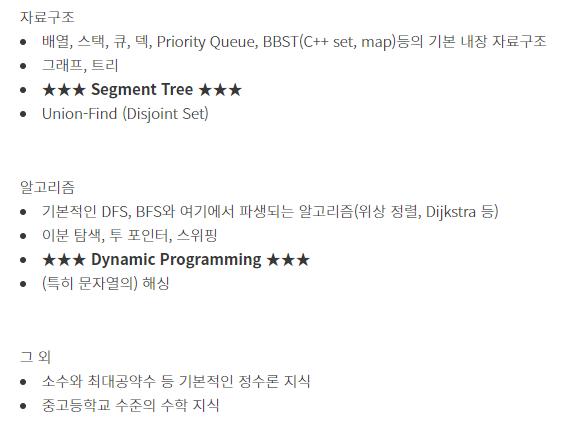 자료구조
• 배열, 스택, 큐, 덱, Priority Queue, BBST(C++ set, map)등의 기본 내장 자료구조
• 그래프, 트리
• ★★★ Segment Tree ★★★
• Union-Find (Disjoint Set)
알고리즘
• 기본적인 DFS, BFS와 여기에서 파생되는 알고리즘(위상 정렬, Dijkstra 등)
• 이분 탐색, 투 포인터, 스위핑
• ★★★ Dynamic Programming ★★★
• (특히 문자열의) 해싱
그 외
• 소수와 최대공약수 등 기본적인 정수론 지식
• 중고등학교 수준의 수학 지식